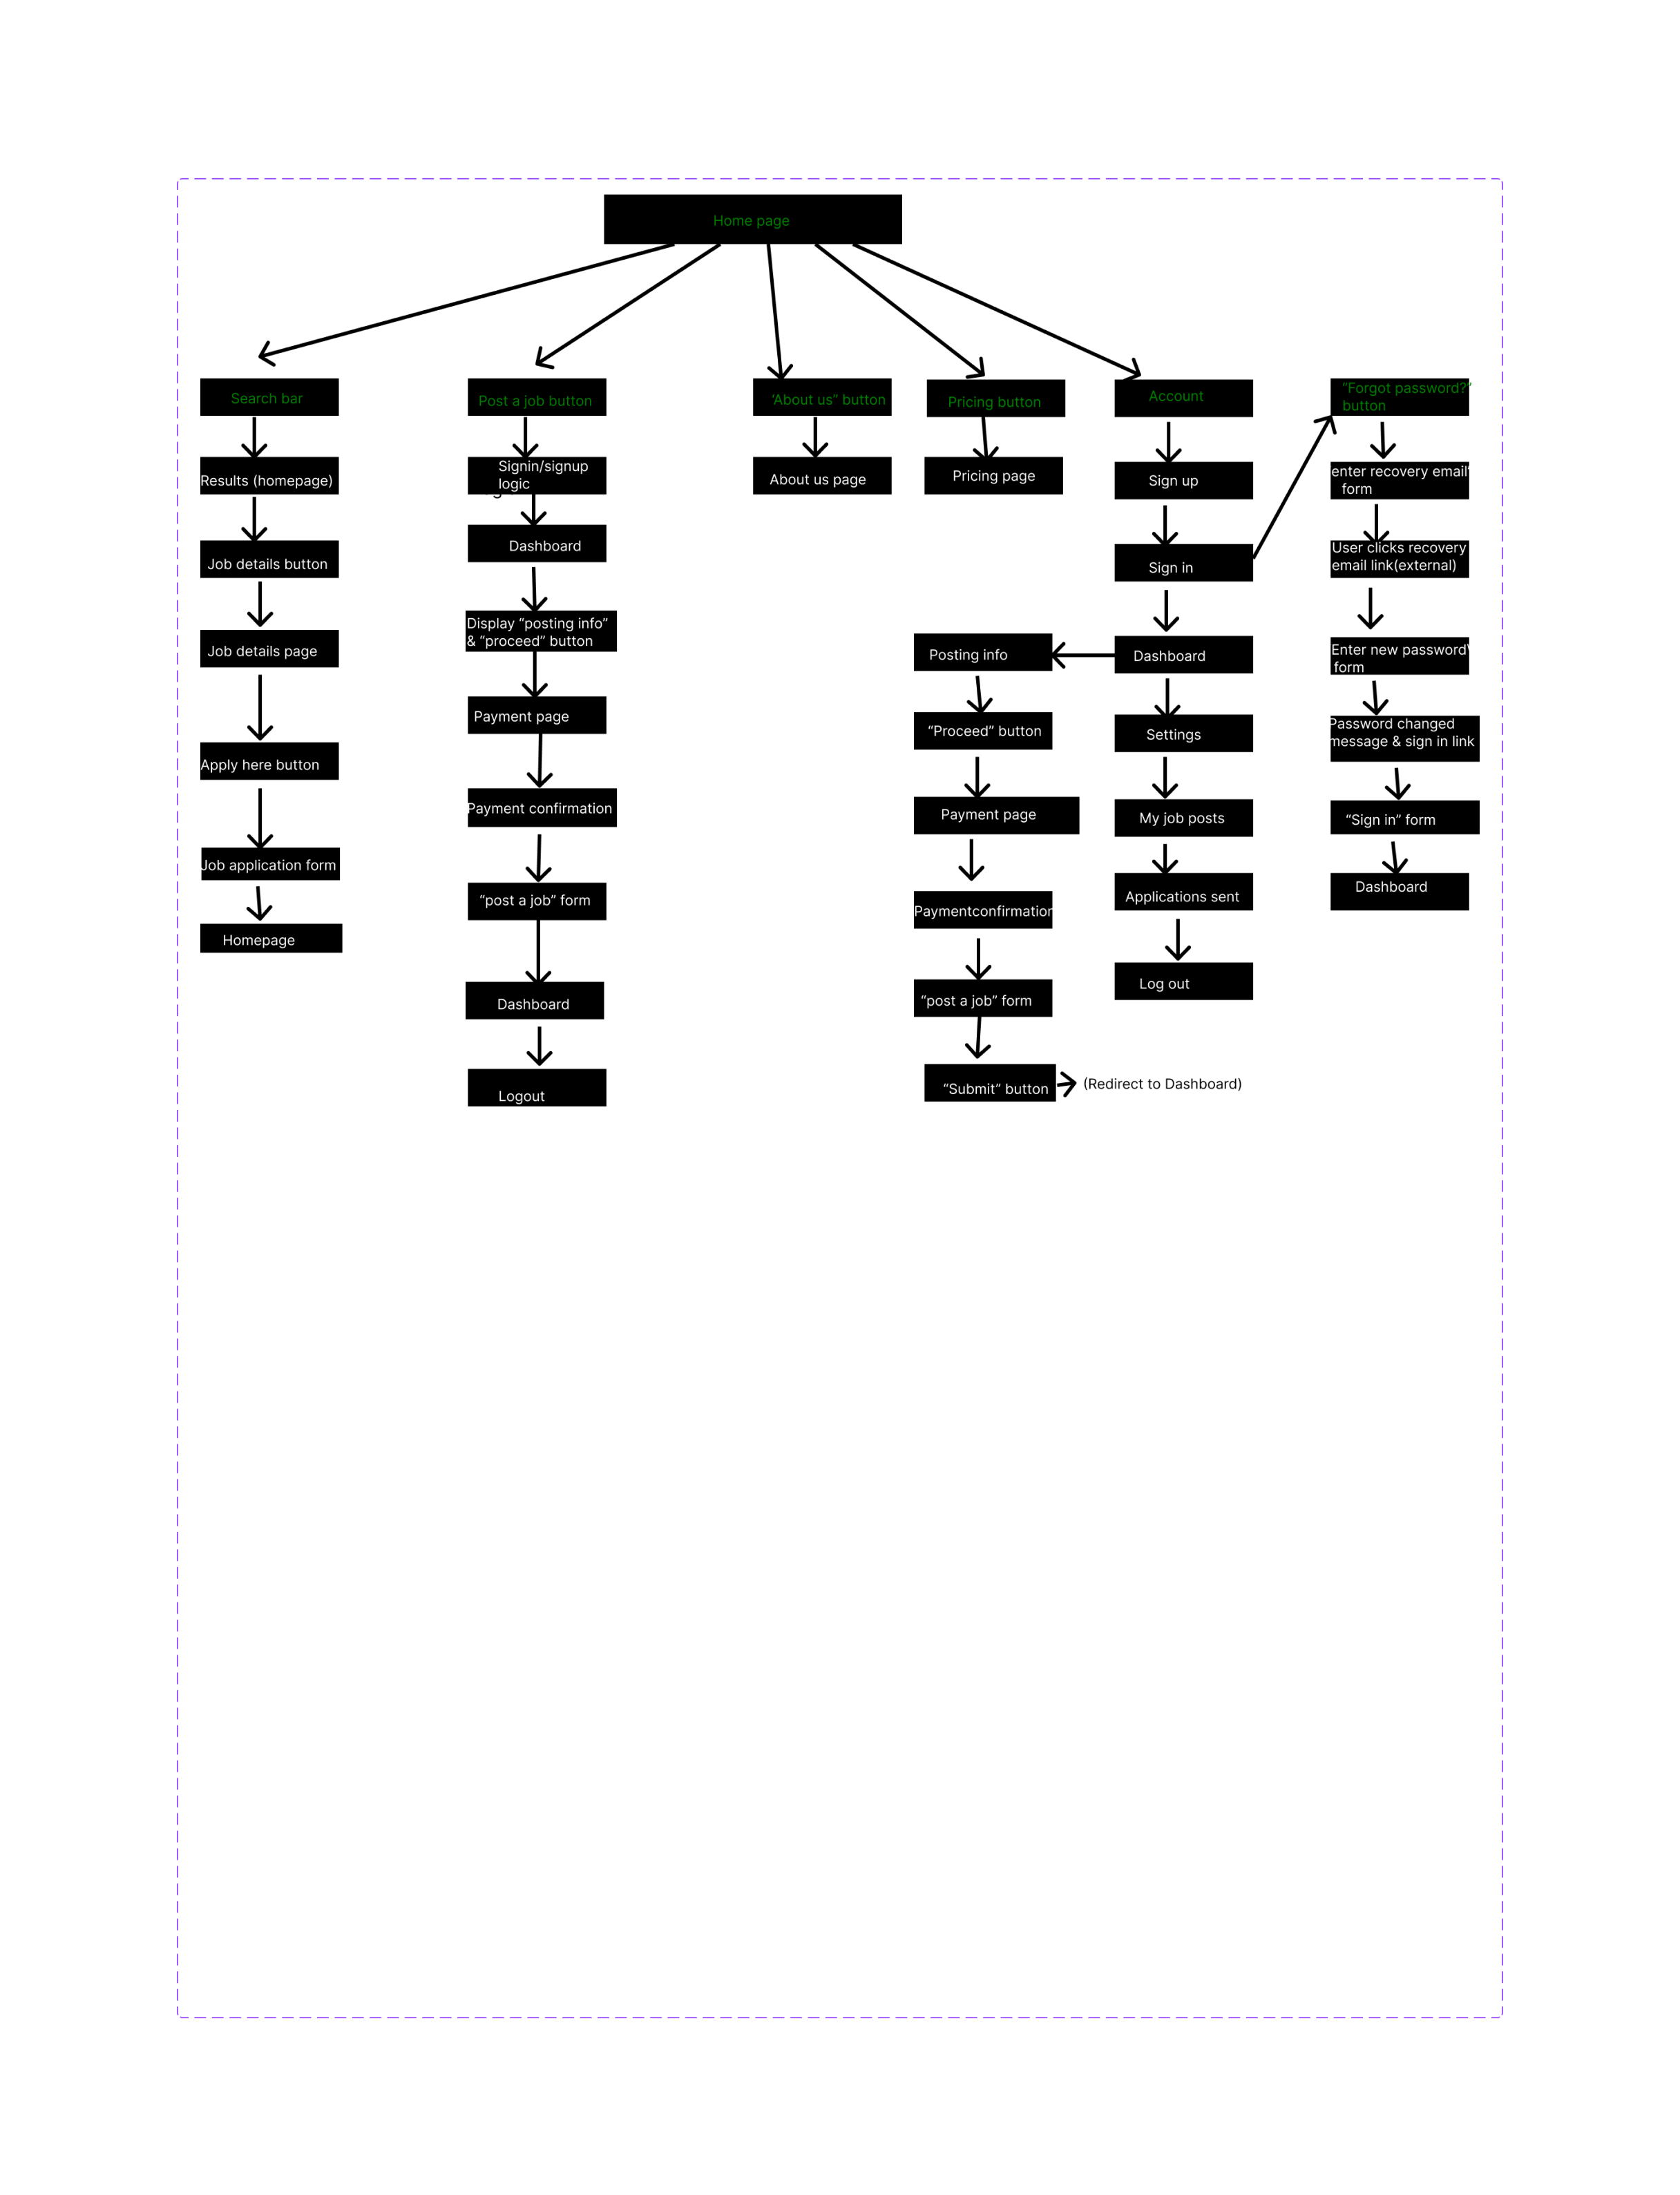 Home page
Search bar
Results (homepage)
Job details button
Job details page
Apply here button
Job application form
Homepage
Post a job button
Signin/signup
logic
Dashboard
Display “posting info”
& “proceed” button
Payment page
Payment confirmation
“post a job” form
Dashboard
Logout
‘About us” button
About us page
Pricing button
Pricing page
Account
Sign up
Sign in
Dashboard
Settings
My job posts
Applications sent
Log out
Posting info
“Proceed” button
Payment page
Paymentconfirmation
“post a job” form
“Submit” button
(Redirect to Dashboard)
“Forgot password?”
button
enter recovery email"
form
User clicks recovery
email link(external)
Enter new password"
form
Password changed
message & sign in link
“Sign in” form
Dashboard